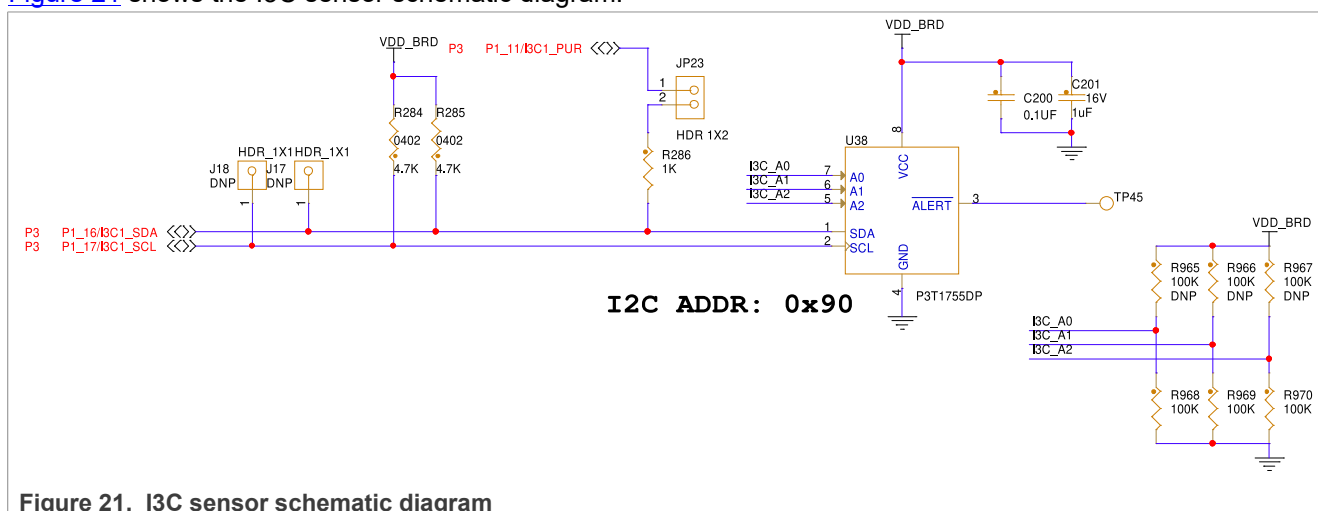 Figure 21 shows the I3C sensor schematic diagram.
VDD_BRD
P3 P1_11/I3C1_PUR
JP23
1
2
HDR 1X2
R284
0402
4.7K
R285
0402
4.7K
R286
1K
HDR_1X1
J18
DNP
1
HDR_1X1
J17
DNP
1
P3 P1_16/I3C1_SDA
P3 P1_17/I3C1_SCL
VDD_BRD
C200
0.1UF
C201
16V
1uF
U38
8
VCC
I3C_A0
7
A0
I3C_A1
6
A1
I3C_A2
5
A2
ALERT
3
TP45
1
SDA
2
SCL
GND
4
P3T1755DP
I2C ADDR: 0x90
VDD_BRD
R965
100K
DNP
R966
100K
DNP
R967
100K
DNP
I3C_A0
I3C_A1
I3C_A2
R968
100K
R969
100K
R970
100K
Figure 21. I3C sensor schematic diagram